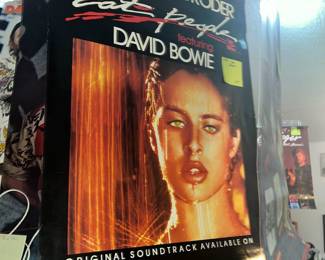 RODER
cat people
featuring
DAVID BOWIE
ORIGINAL SOUNDTRACK AVAILABLE ON